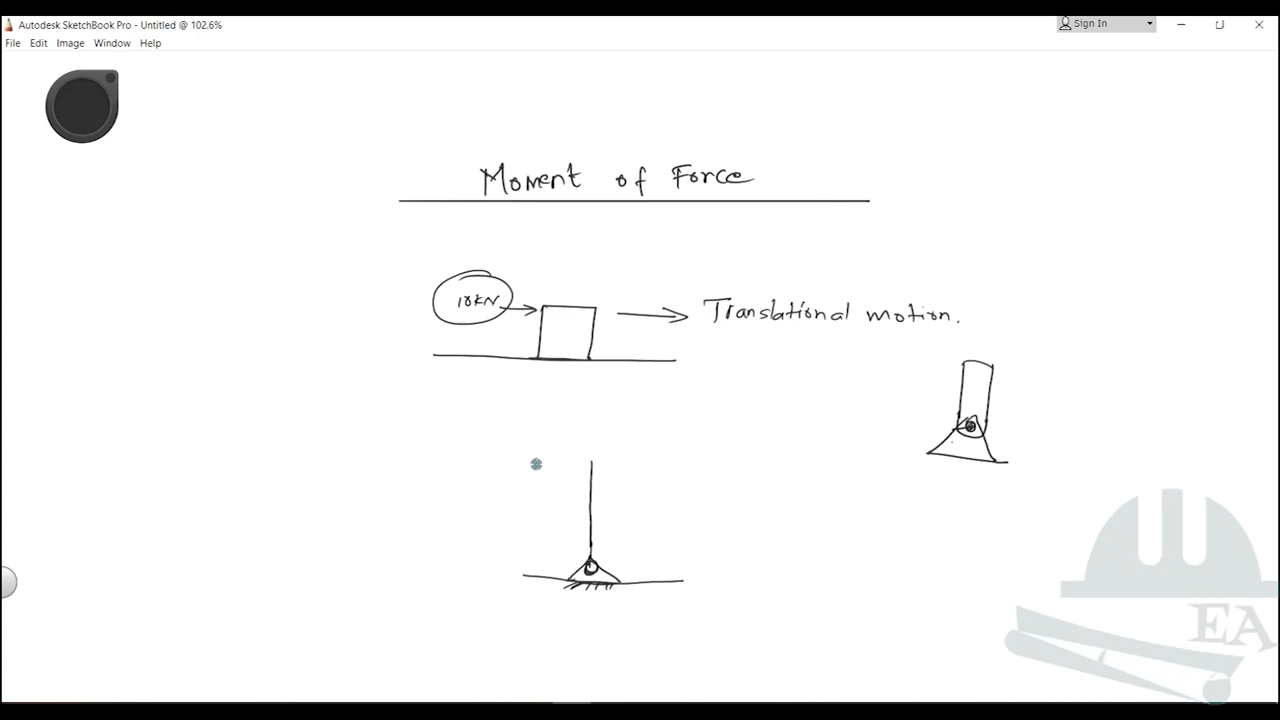 Autodesk SketchBook Pro - Untitled @ 102.6%
Sign In
File Edit Image Window Help
Moment of Force
10kN
Translational motion.
EA